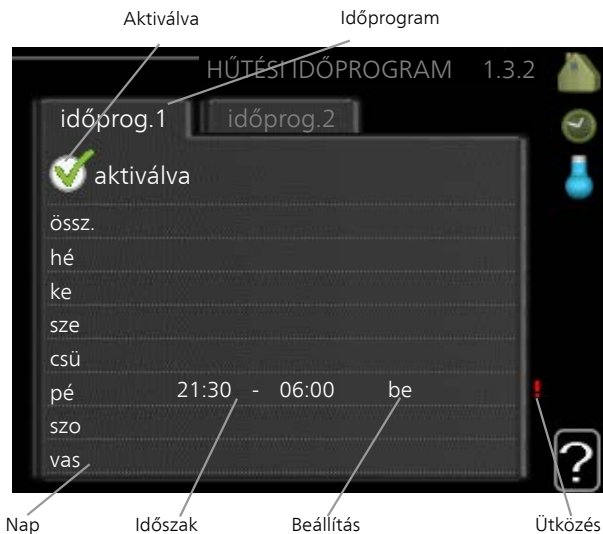 Aktiválva Időprogram
HŰTÉSI IDŐPROGRAM 1.3.2
időprog.1 időprog.2
aktiválva
össz.
hé
ke
sze
csü
pé 21:30 - 06:00 be !
szo
vas
?
Nap Időszak Beállítás Ütközés